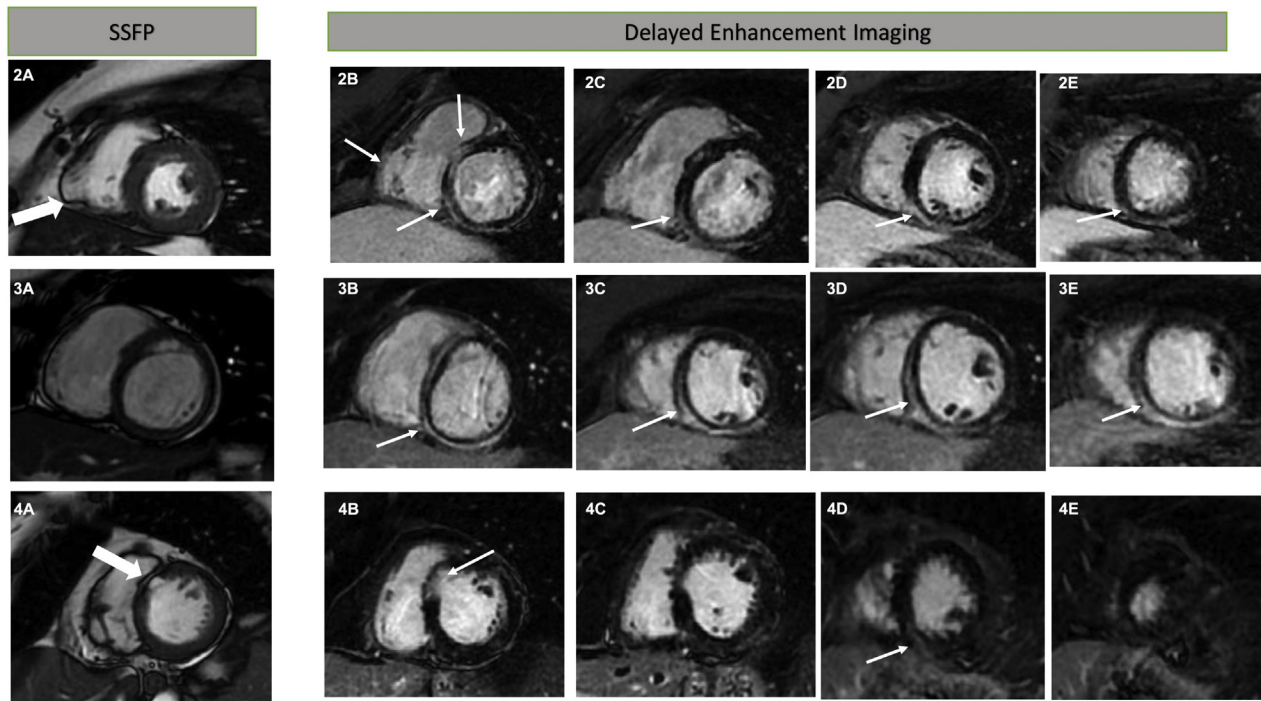 SSFP
Delayed Enhancement Imaging
2A
2B
2C
2D
2E
3A
3B
3C
3D
3E
4A
4B
4C
4D
4E